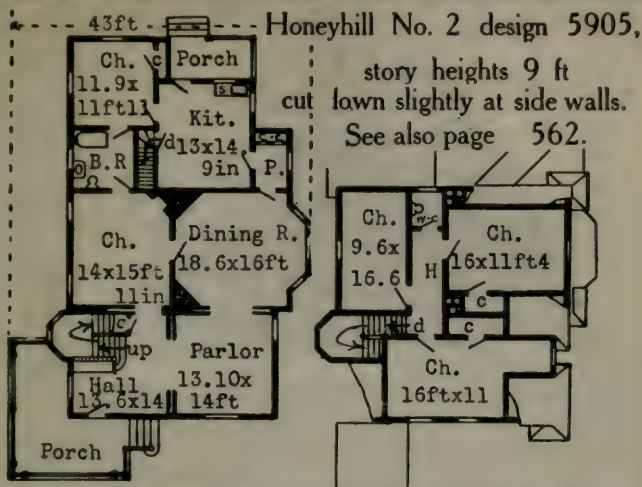 43ft
Honeyhill No. 2 design 5905,
story heights 9 ft
cut down slightly at side walls.
See also page 562.
Ch.
11.9x
11ft11
c
Porch
s
Kit.
13x14.
9in
d
B.R
P.
Ch.
14x15ft
11in
Dining R.
18.6x16ft
c
up
Hall
13.6x14
Parlor
13.10x
14ft
Porch
Ch.
9.6x
16.6
w-c
H
Ch.
16x11ft4
c
c
d
Ch.
16ftx11